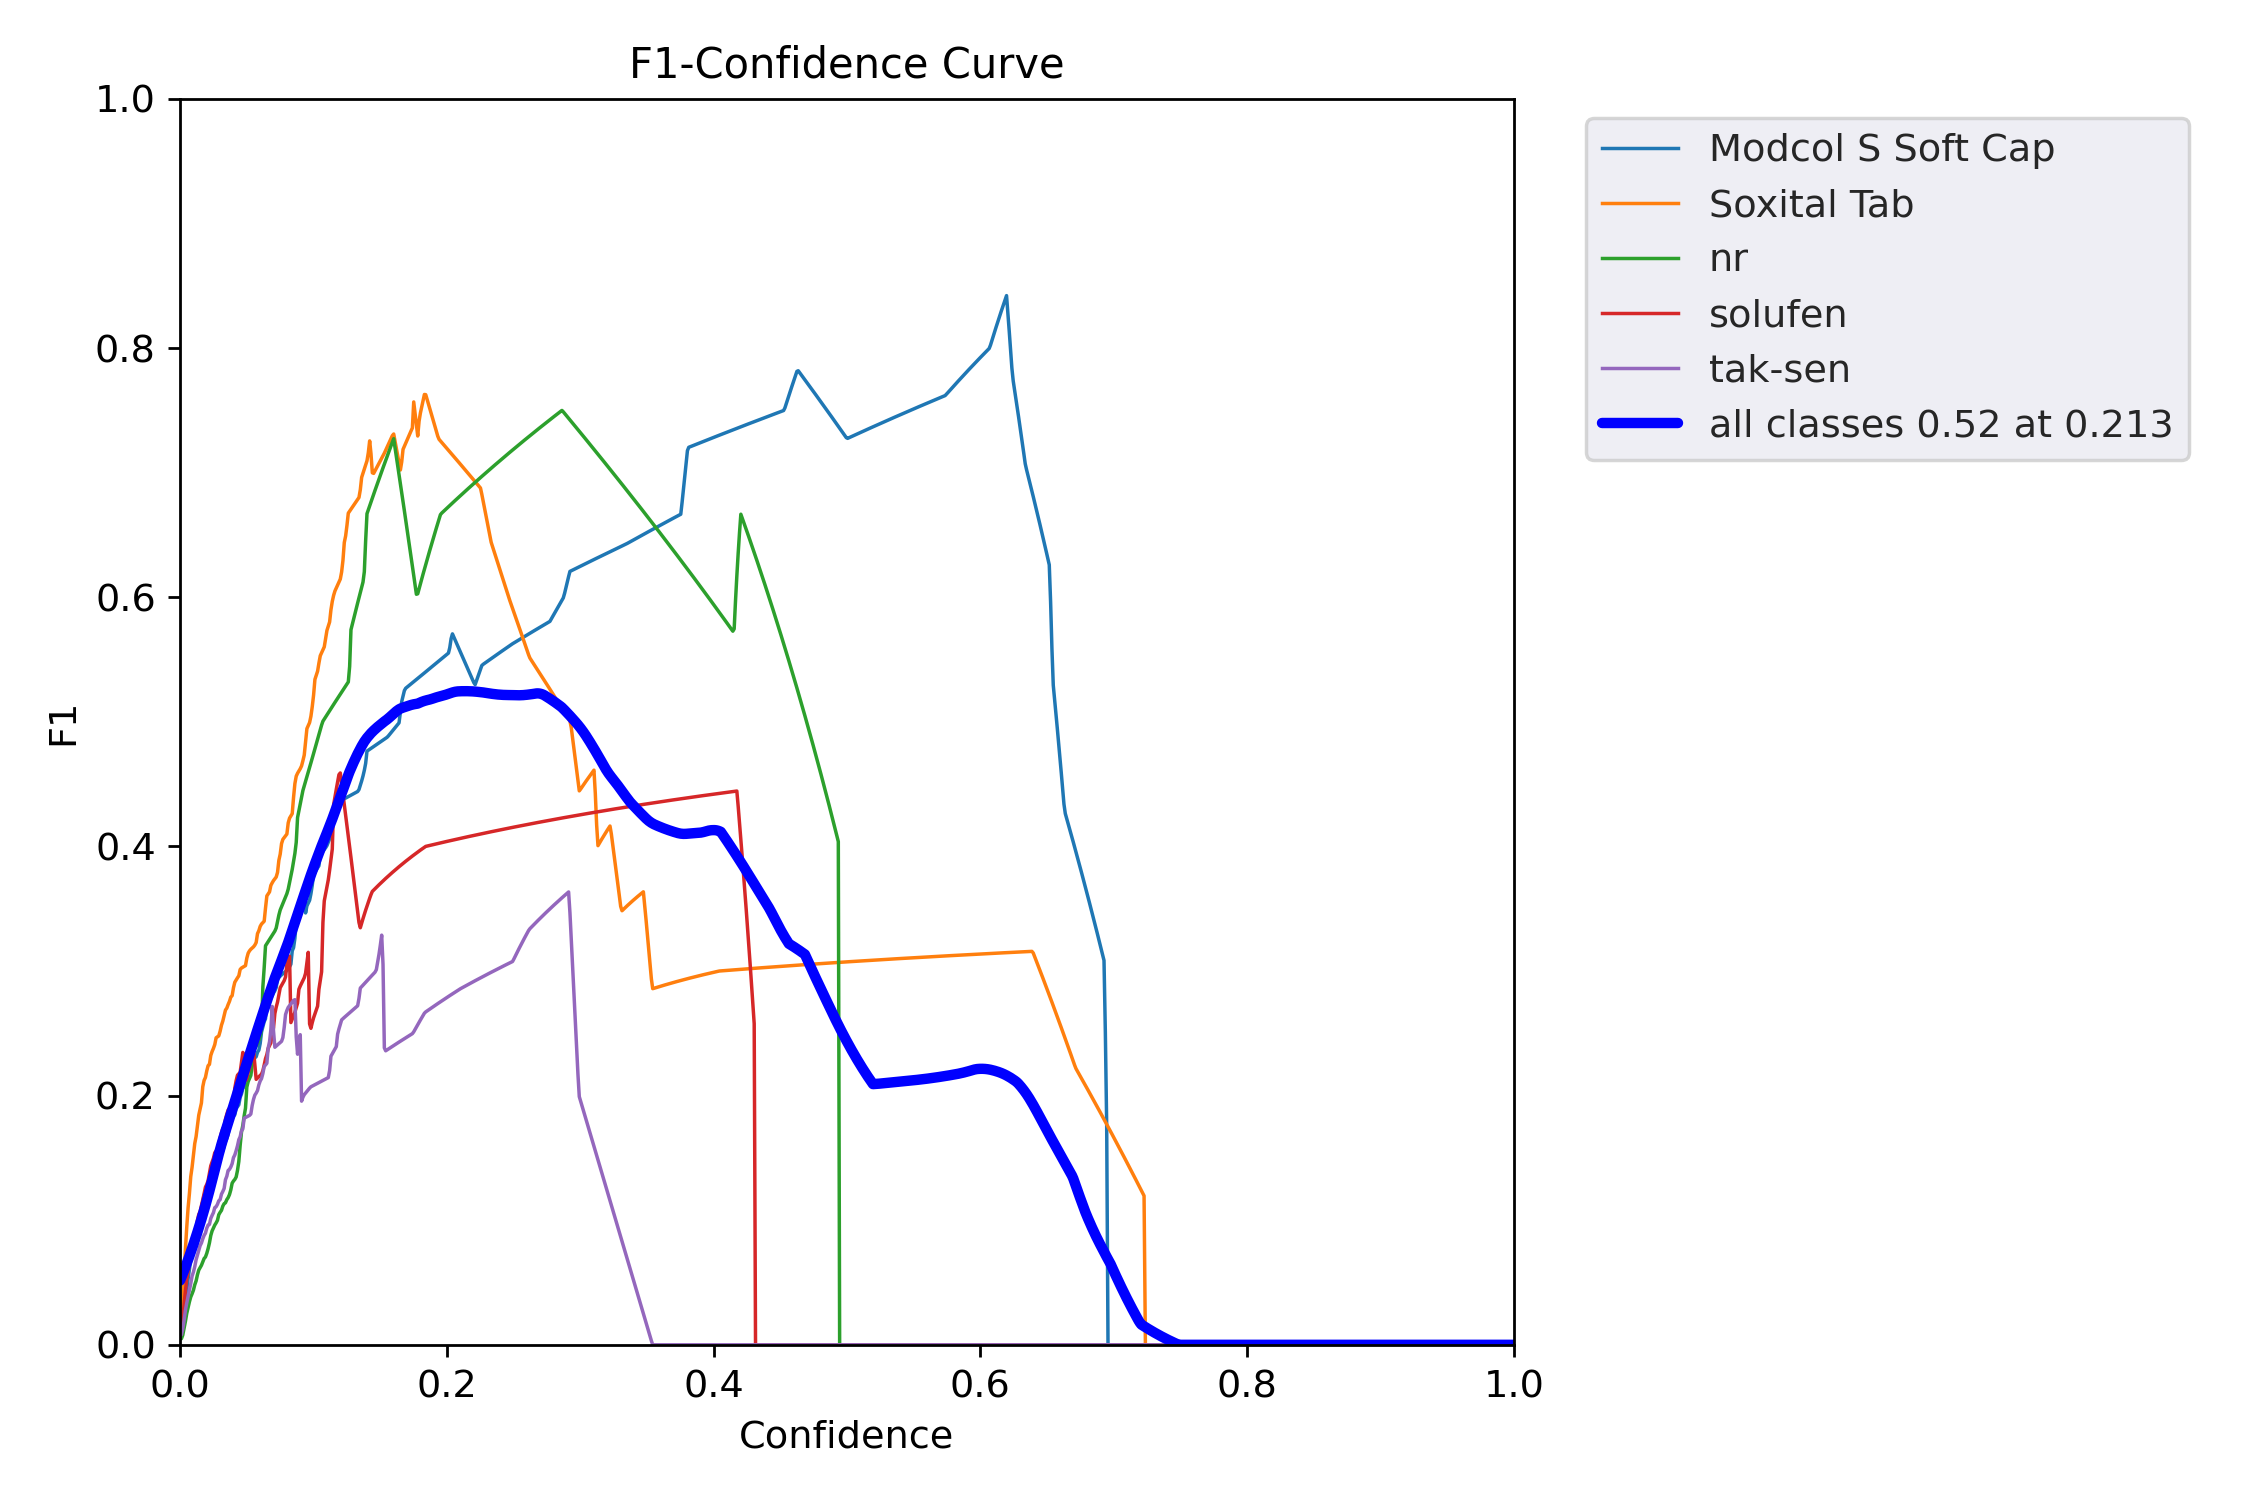 F1-Confidence Curve
1.0
0.8
0.6
0.4
0.2
0.0
F1
0.0 0.2 0.4 0.6 0.8 1.0
Confidence
Modcol S Soft Cap
Soxital Tab
nr
solufen
tak-sen
all classes 0.52 at 0.213